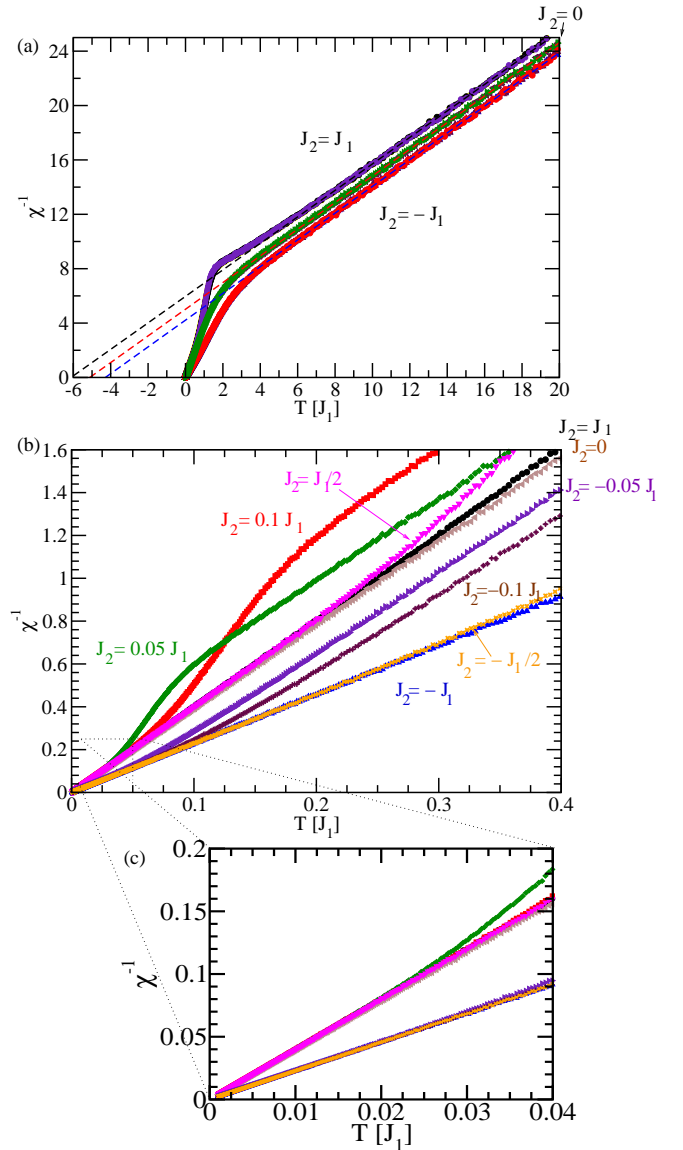 J₂= 0
(a)
24
20
16
12
8
4
0
χ⁻¹
J₂= J₁
J₂= − J₁
-6 -4 -2 0 2 4 6 8 10 12 14 16 18 20
T [J₁]
(b)
J₂= J₁
J₂=0
1.6
1.4
1.2
1
0.8
0.6
0.4
0.2
0
χ⁻¹
J₂= J₁/2
J₂= 0.1 J₁
J₂= −0.05 J₁
J₂=−0.1 J₁
J₂= 0.05 J₁
J₂= − J₁/2
J₂= − J₁
0 0.1 0.2 0.3 0.4
T [J₁]
(c)
0.2
0.15
0.1
0.05
0
χ⁻¹
0 0.01 0.02 0.03 0.04
T [J₁]